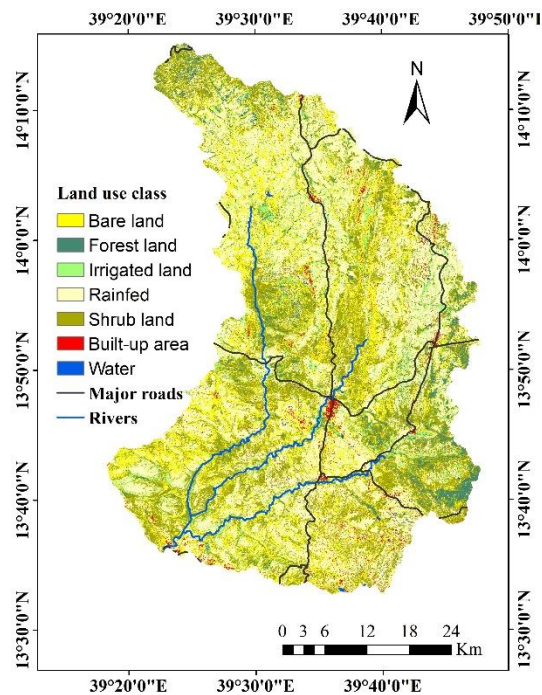 39°20'0"E 39°30'0"E 39°40'0"E 39°50'0"E
N
14°10'0"N 14°10'0"N
Land use class
Bare land
Forest land
14°0'0"N 14°0'0"N
Irrigated land
Rainfed
Shrub land
Built-up area
Water
13°50'0"N 13°50'0"N
Major roads
Rivers
13°40'0"N 13°40'0"N
13°30'0"N 13°30'0"N
0 3 6 12 18 24
Km
39°20'0"E 39°30'0"E 39°40'0"E 39°50'0"E